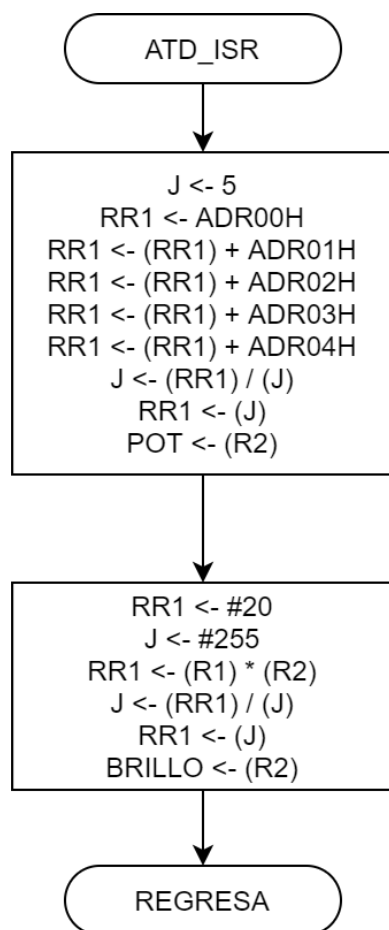 ATD_ISR
J <- 5
RR1 <- ADR00H
RR1 <- (RR1) + ADR01H
RR1 <- (RR1) + ADR02H
RR1 <- (RR1) + ADR03H
RR1 <- (RR1) + ADR04H
J <- (RR1) / (J)
RR1 <- (J)
POT <- (R2)
RR1 <- #20
J <- #255
RR1 <- (R1) * (R2)
J <- (RR1) / (J)
RR1 <- (J)
BRILLO <- (R2)
REGRESA